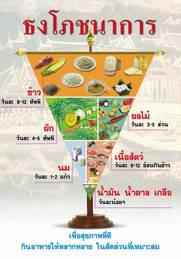 ธงโภชนาการ
ข้าว
วันละ 8-12 ทัพพี
ผัก
วันละ 4-6 ทัพพี
ผลไม้
วันละ 3-5 ส่วน
นม
วันละ 1-2 แก้ว
เนื้อสัตว์
วันละ 6-12 ช้อนกินข้าว
น้ำมัน น้ำตาล เกลือ
วันละน้อยๆ
เพื่อสุขภาพที่ดี
กินอาหารให้หลากหลาย ในสัดส่วนที่เหมาะสม